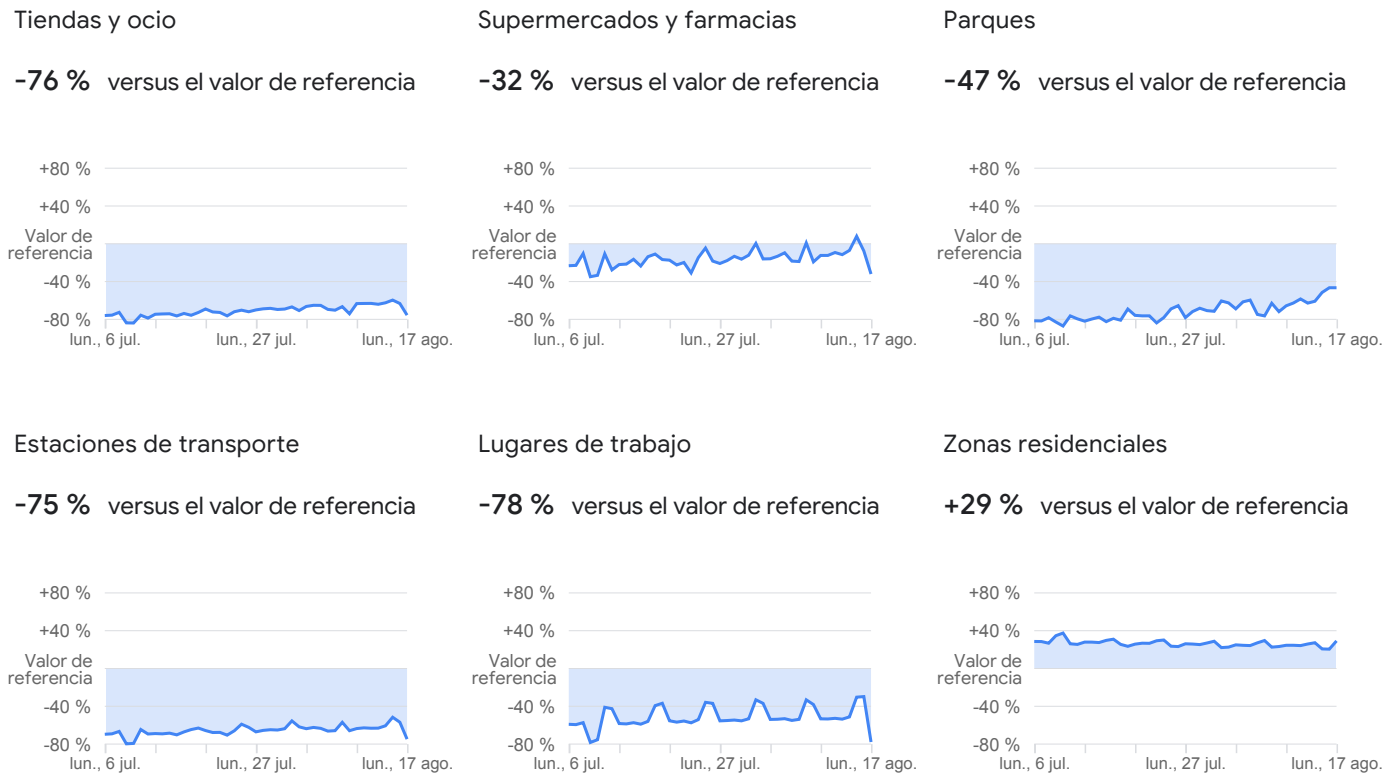 Tiendas y ocio
-76 % versus el valor de referencia
+80 %
+40 %
Valor de
referencia
-40 %
-80 %
lun., 6 jul. lun., 27 jul. lun., 17 ago.
Supermercados y farmacias
-32 % versus el valor de referencia
+80 %
+40 %
Valor de
referencia
-40 %
-80 %
lun., 6 jul. lun., 27 jul. lun., 17 ago.
Parques
-47 % versus el valor de referencia
+80 %
+40 %
Valor de
referencia
-40 %
-80 %
lun., 6 jul. lun., 27 jul. lun., 17 ago.
Estaciones de transporte
-75 % versus el valor de referencia
+80 %
+40 %
Valor de
referencia
-40 %
-80 %
lun., 6 jul. lun., 27 jul. lun., 17 ago.
Lugares de trabajo
-78 % versus el valor de referencia
+80 %
+40 %
Valor de
referencia
-40 %
-80 %
lun., 6 jul. lun., 27 jul. lun., 17 ago.
Zonas residenciales
+29 % versus el valor de referencia
+80 %
+40 %
Valor de
referencia
-40 %
-80 %
lun., 6 jul. lun., 27 jul. lun., 17 ago.